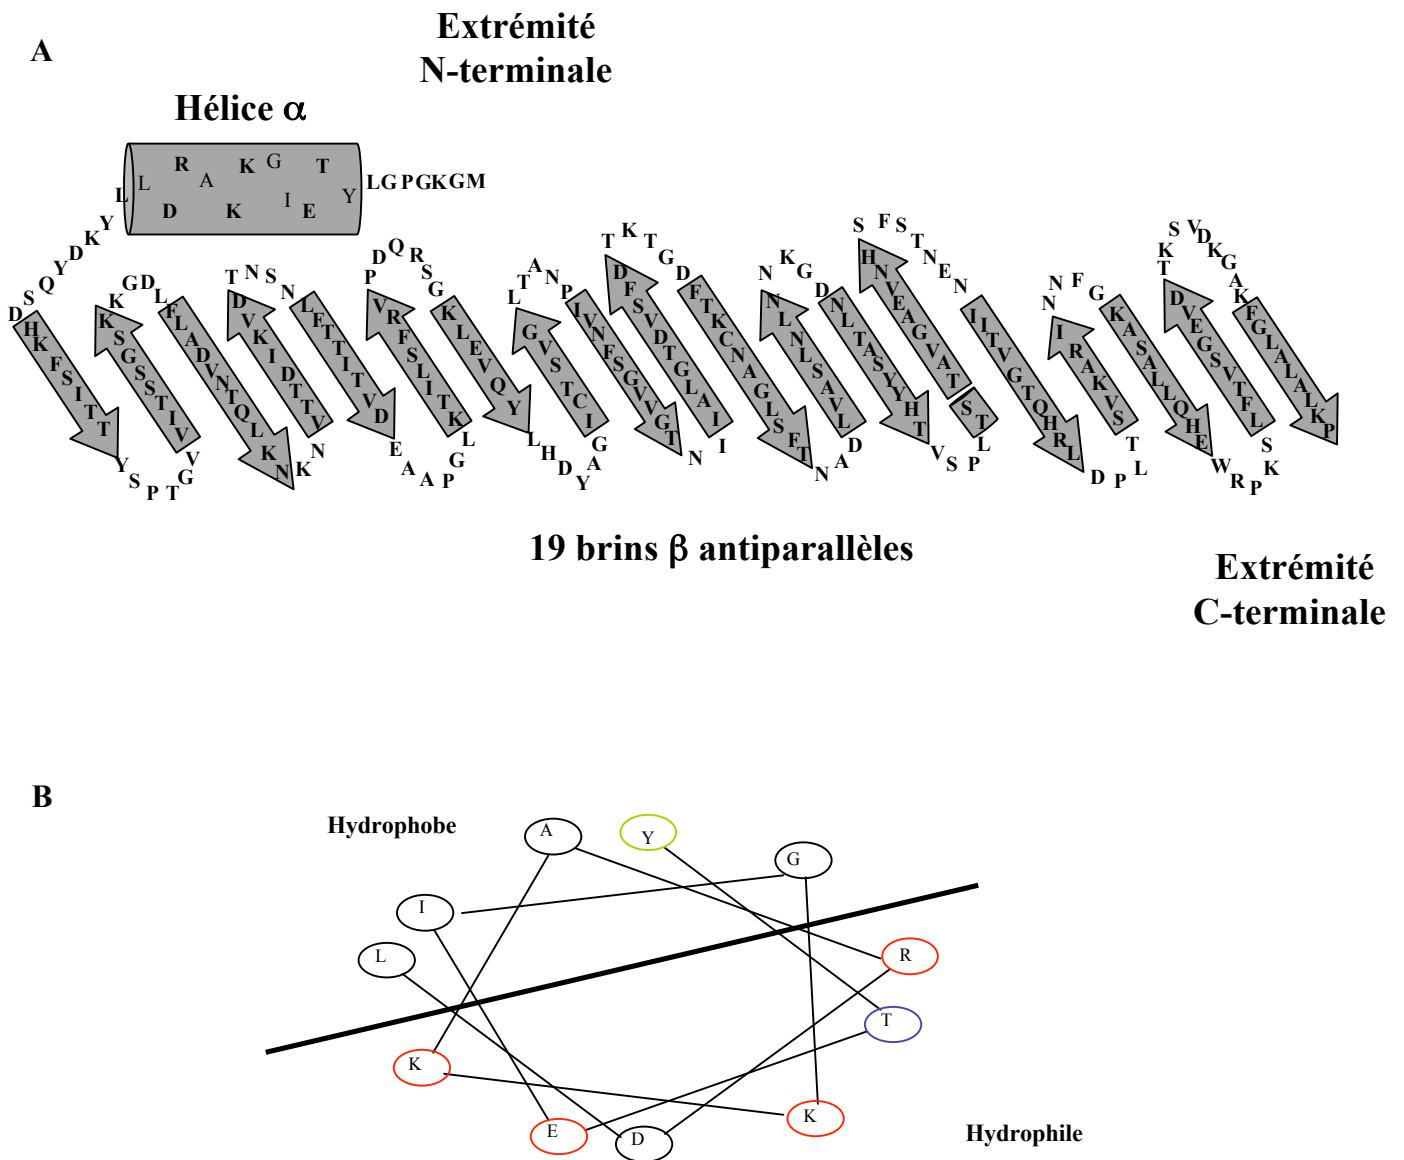 Extrémité
N-terminale
A
Hélice α
L L D R A K K G I E T Y
LGPGKGM
Y K D Y Q S D
H K F S I T T
Y S P T G V
V I T S S G S K
K G D L
F L A D V N T Q L K N
K N
V T T D I K V D
T N S N
L F T T I T V D
E A A P G L
K T I L S F R V
P D Q R S G
K L E V Q Y
L H D Y A G
I C T S V G
L T A N P
I V N F S G V V G T
N I
I A L G T D V S F D
T K T G D
F T K C N A G L S F T
N A D
L V A S L N L N
N K G D
N L T A S Y Y H T
V S P L
T S
T A V G A E V N H
S F S T N E N
I I T V G T Q H R L
D P L T
S V K A R I
N N F G
K A S A L L Q H E
W R P K S
L F T V S G E V D
T K S V D K G A K
F G L A L A L K P
19 brins β antiparallèles
Extrémité
C-terminale
B
Hydrophobe
A
Y
G
I
L
R
T
K
K
E
D
Hydrophile